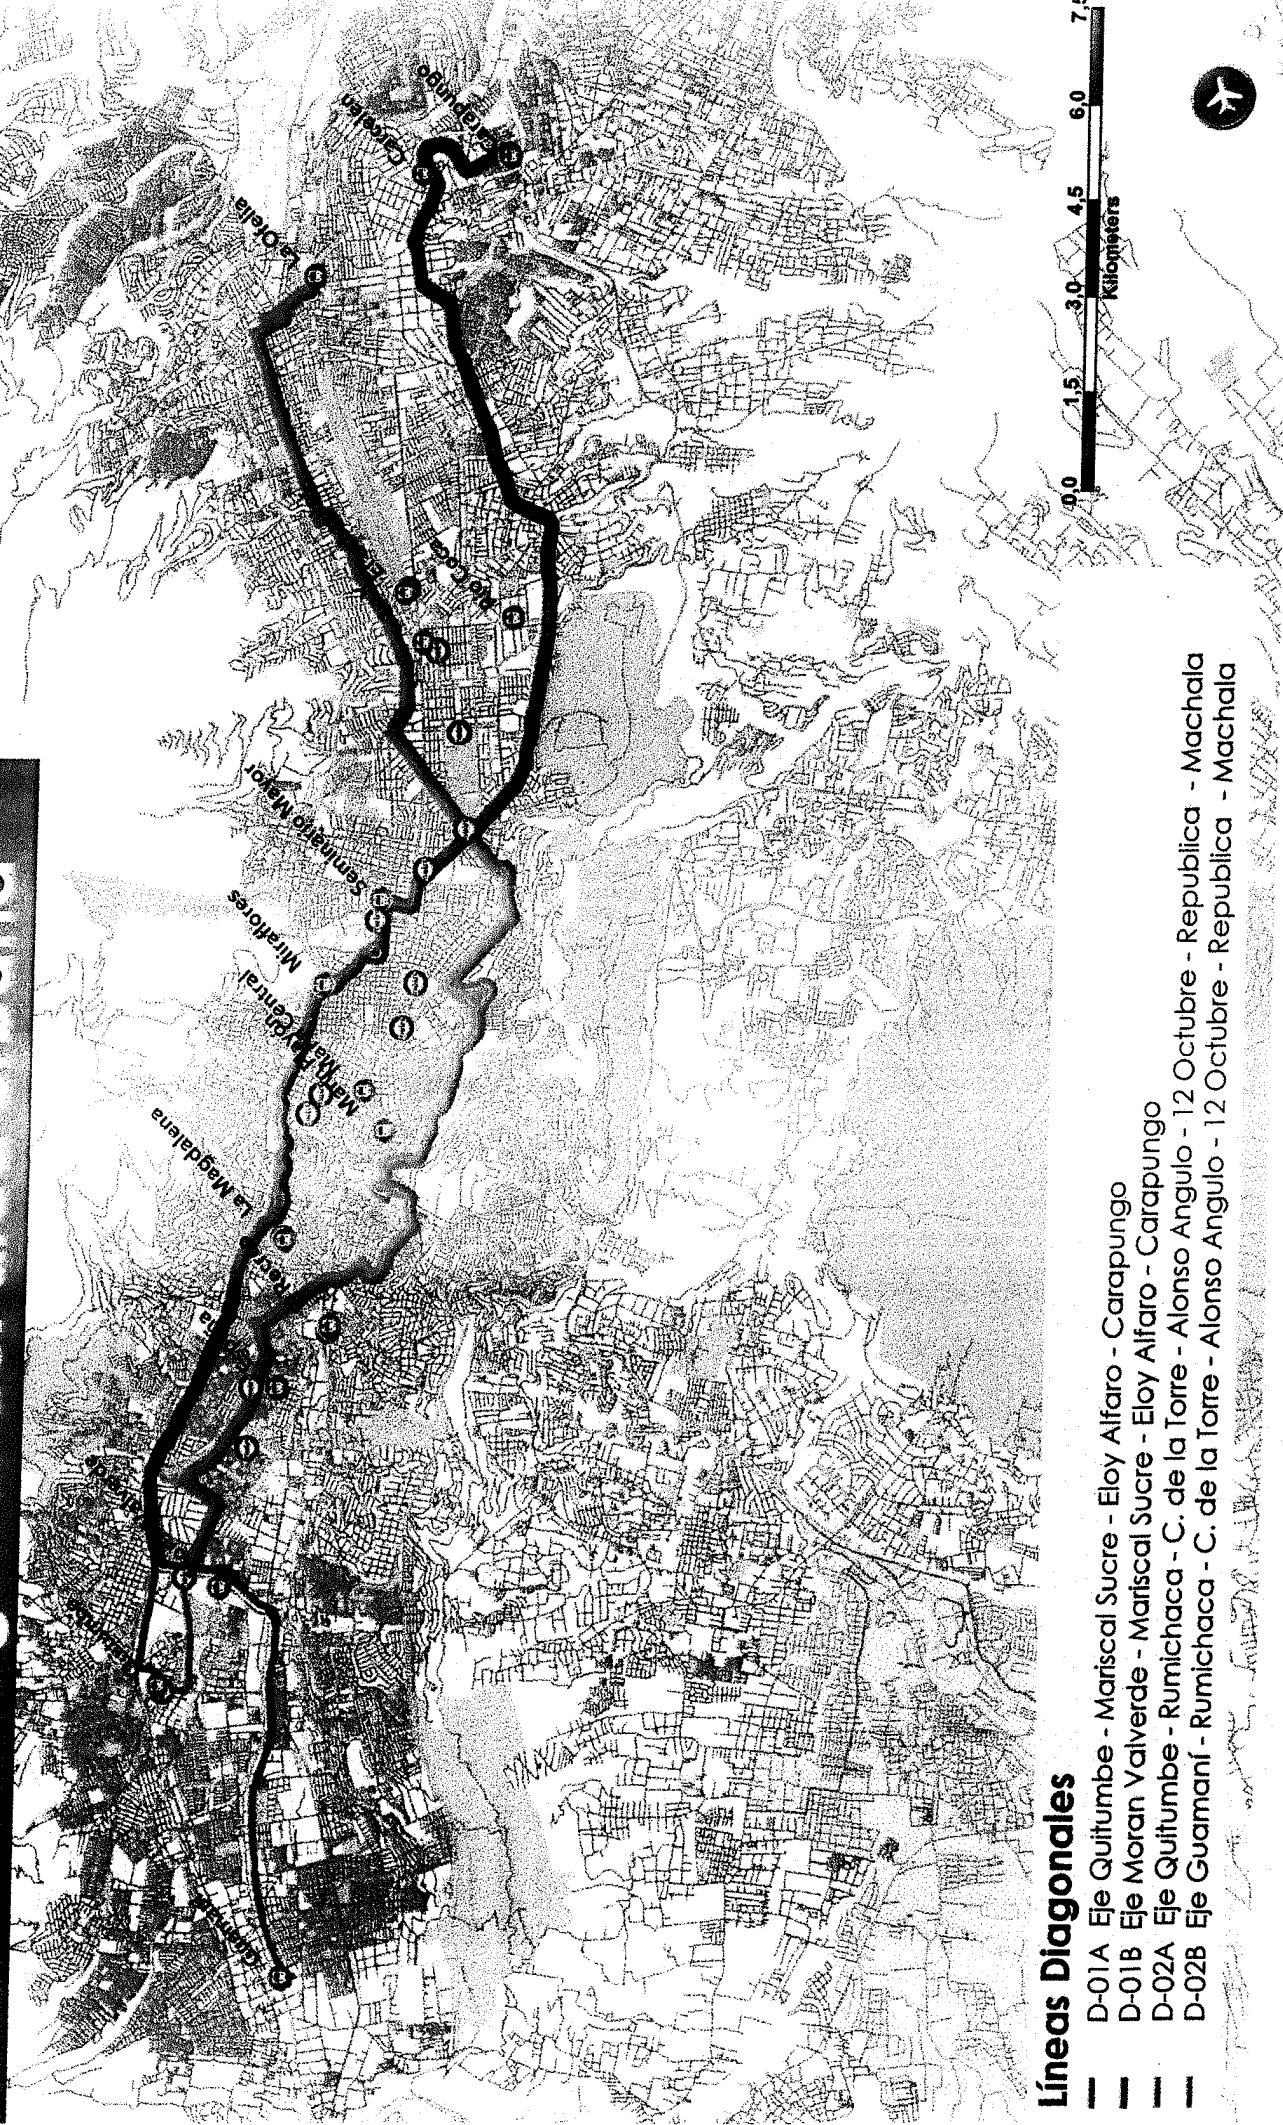 La Ofelia
Carcelen
Carapungo
Rio Coca
Seminario Mayor
Miraflores
Central
La Magdalena
0,0 1,5 3,0 4,5 6,0
Kilometers
Líneas Diagonales
D-01A Eje Quitumbe - Mariscal Sucre - Eloy Alfaro - Carapungo
D-01B Eje Moran Valverde - Mariscal Sucre - Eloy Alfaro - Carapungo
D-02A Eje Quitumbe - Rumichaca - C. de la Torre - Alonso Angulo - 12 Octubre - Republica - Machala
D-02B Eje Guamaní - Rumichaca - C. de la Torre - Alonso Angulo - 12 Octubre - Republica - Machala